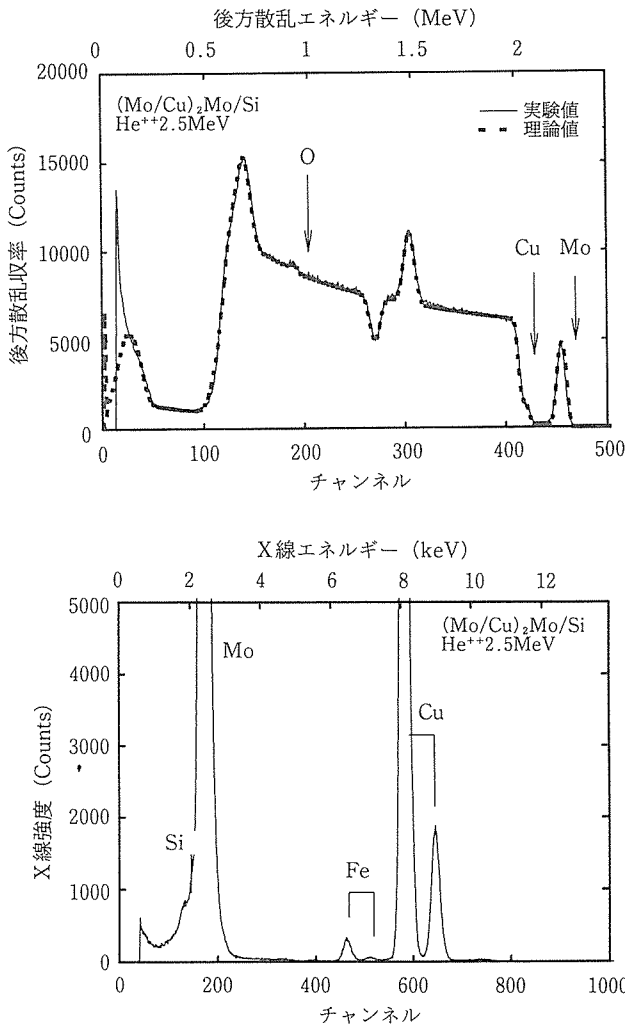 後方散乱エネルギー (MeV)
0 0.5 1 1.5 2
20000
15000
10000
5000
0
後方散乱収率 (Counts)
(Mo/Cu)₂Mo/Si
He⁺⁺2.5MeV
実験値
理論値
O
Cu Mo
0 100 200 300 400 500
チャンネル
X線エネルギー (keV)
0 2 4 6 8 10 12
5000
4000
3000
2000
1000
0
X線強度 (Counts)
(Mo/Cu)₂Mo/Si
He⁺⁺2.5MeV
Mo
Cu
Si
Fe
0 200 400 600 800 1000
チャンネル